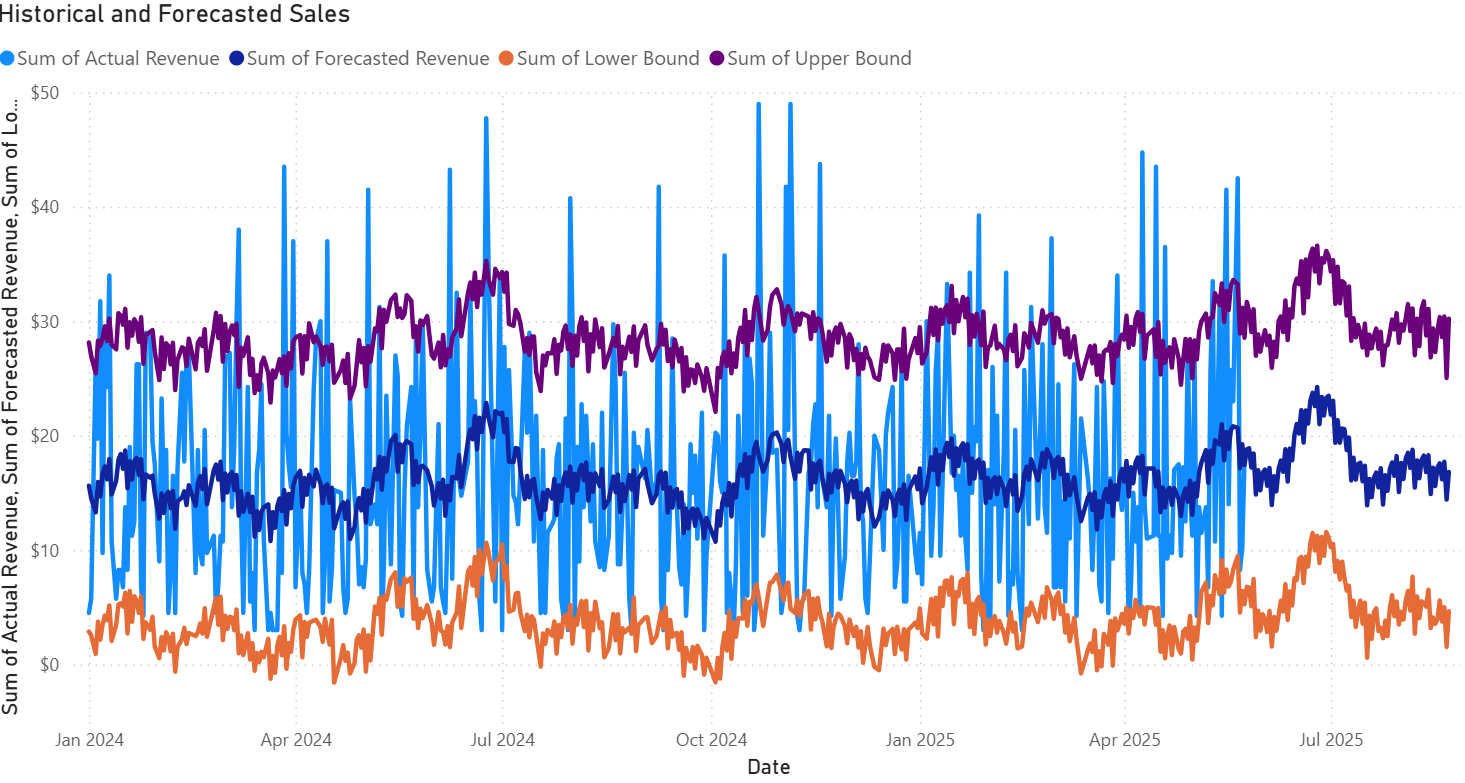 Historical and Forecasted Sales
Sum of Actual Revenue Sum of Forecasted Revenue Sum of Lower Bound Sum of Upper Bound
Sum of Actual Revenue, Sum of Forecasted Revenue, Sum of Lo...
$50
$40
$30
$20
$10
$0
Jan 2024 Apr 2024 Jul 2024 Oct 2024 Jan 2025 Apr 2025 Jul 2025
Date